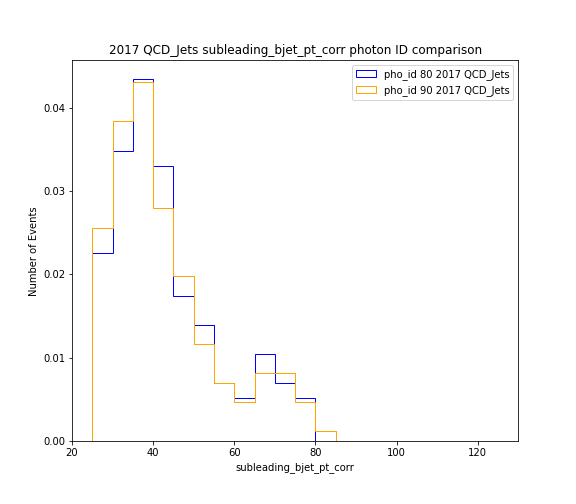 2017 QCD_Jets subleading_bjet_pt_corr photon ID comparison
pho_id 80 2017 QCD_Jets
pho_id 90 2017 QCD_Jets
0.04
0.03
0.02
0.01
0.00
Number of Events
20 40 60 80 100 120
subleading_bjet_pt_corr